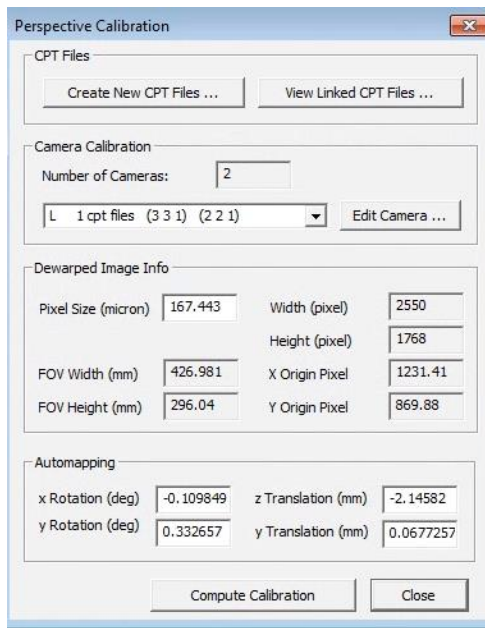 Perspective Calibration
CPT Files
Create New CPT Files ... View Linked CPT Files ...
Camera Calibration
Number of Cameras: 2
L 1 cpt files (3 3 1) (2 2 1) Edit Camera ...
Dewarped Image Info
Pixel Size (micron) 167.443 Width (pixel) 2550
Height (pixel) 1768
FOV Width (mm) 426.981 X Origin Pixel 1231.41
FOV Height (mm) 296.04 Y Origin Pixel 869.88
Automapping
x Rotation (deg) -0.109849 z Translation (mm) -2.14582
y Rotation (deg) 0.332657 y Translation (mm) 0.0677257
Compute Calibration Close